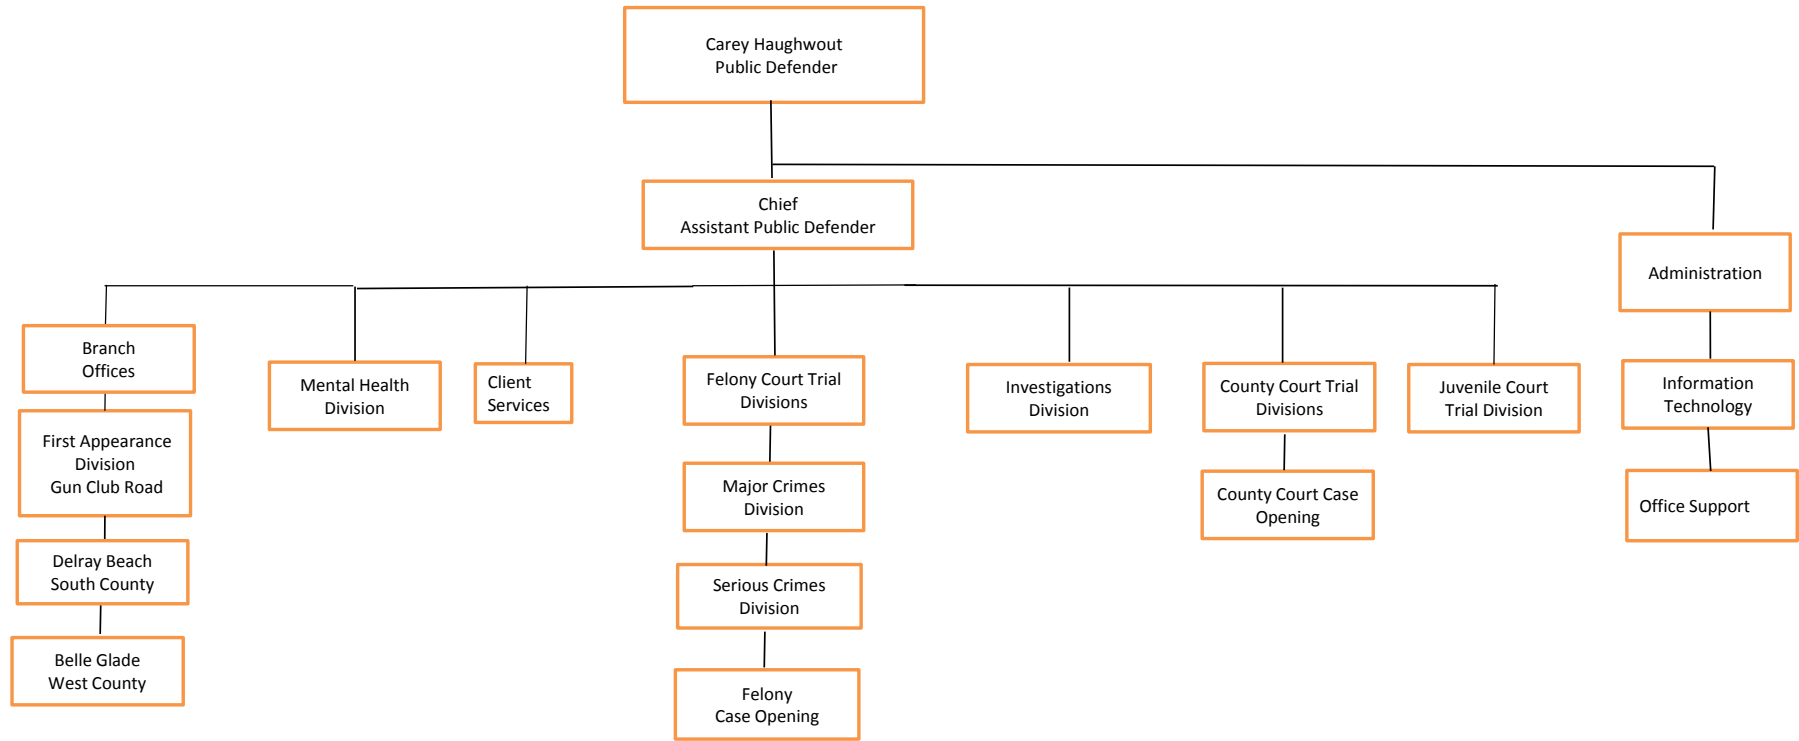 Carey Haughwout
Public Defender
Chief
Assistant Public Defender
Administration
Branch
Offices
Mental Health
Division
Client
Services
Felony Court Trial
Divisions
Investigations
Division
County Court Trial
Divisions
Juvenile Court
Trial Division
Information
Technology
First Appearance
Division
Gun Club Road
Major Crimes
Division
County Court Case
Opening
Office Support
Delray Beach
South County
Serious Crimes
Division
Belle Glade
West County
Felony
Case Opening